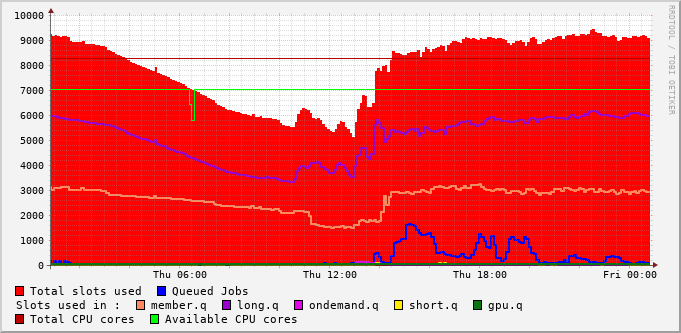 RRDTOOL / TOBI OETIKER
10000
9000
8000
7000
6000
5000
4000
3000
2000
1000
0
Thu 06:00 Thu 12:00 Thu 18:00 Fri 00:00
Total slots used Queued Jobs
Slots used in : member.q long.q ondemand.q short.q gpu.q
Total CPU cores Available CPU cores